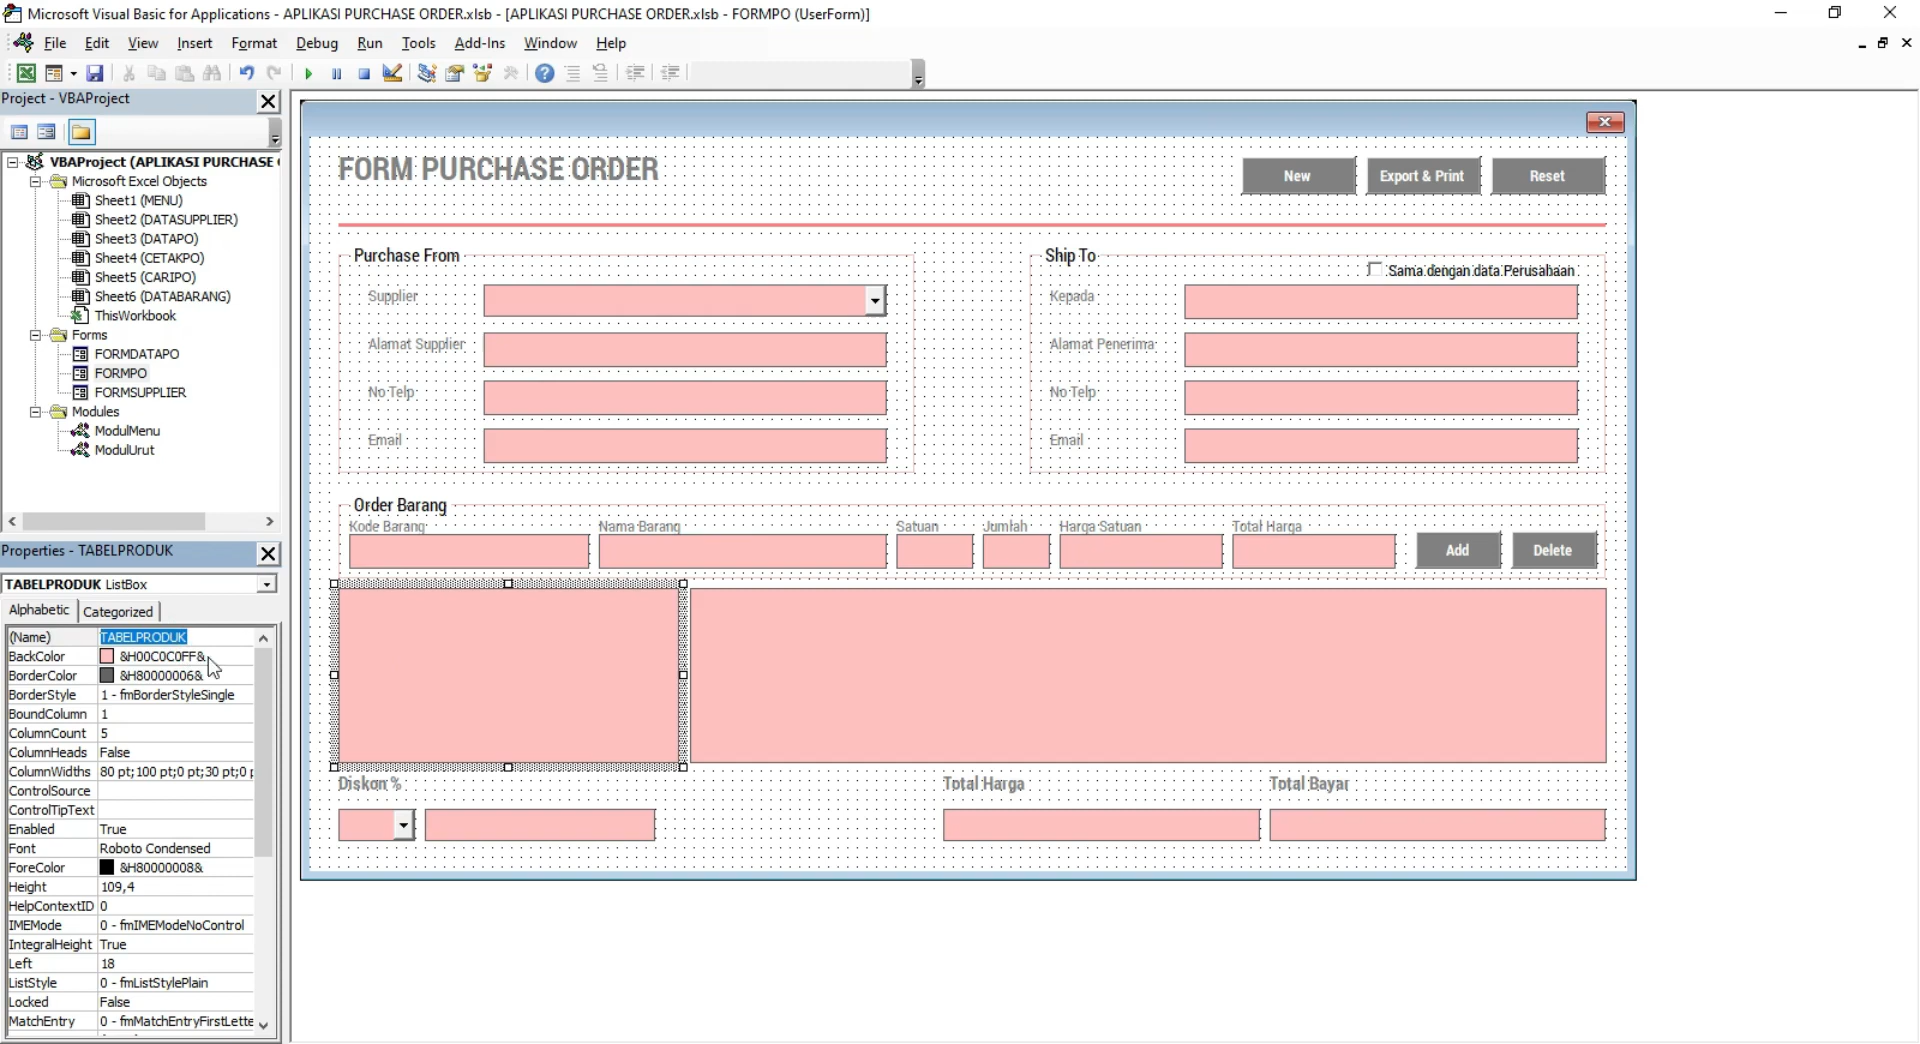 Microsoft Visual Basic for Applications - APLIKASI PURCHASE ORDER.xlsb - [APLIKASI PURCHASE ORDER.xlsb - FORMPO (UserForm)]
File Edit View Insert Format Debug Run Tools Add-Ins Window Help
Project - VBAProject
VBAProject (APLIKASI PURCHASE
Microsoft Excel Objects
Sheet1 (MENU)
Sheet2 (DATASUPPLIER)
Sheet3 (DATAPO)
Sheet4 (CETAKPO)
Sheet5 (CARIPO)
Sheet6 (DATABARANG)
ThisWorkbook
Forms
FORMDATAPO
FORMPO
FORMSUPPLIER
Modules
ModulMenu
ModulUrut
Properties - TABELPRODUK
TABELPRODUK ListBox
Alphabetic Categorized
(Name) TABELPRODUK
BackColor &H00C0C0FF&
BorderColor &H80000006&
BorderStyle 1 - fmBorderStyleSingle
BoundColumn 1
ColumnCount 5
ColumnHeads False
ColumnWidths 80 pt;100 pt;0 pt;30 pt;0
ControlSource
ControlTipText
Enabled True
Font Roboto Condensed
ForeColor &H80000008&
Height 109,4
HelpContextID 0
IMEMode 0 - fmIMEModeNoControl
IntegralHeight True
Left 18
ListStyle 0 - fmListStylePlain
Locked False
MatchEntry 0 - fmMatchEntryFirstLette
FORM PURCHASE ORDER
New Export & Print Reset
Purchase From
Supplier
Alamat Supplier
No Telp
Email
Ship To
Sama dengan data Perusahaan
Kepada
Alamat Penerima
No Telp
Email
Order Barang
Kode Barang Nama Barang Satuan Jumlah Harga Satuan Total Harga
Add Delete
Diskon % Total Harga Total Bayar